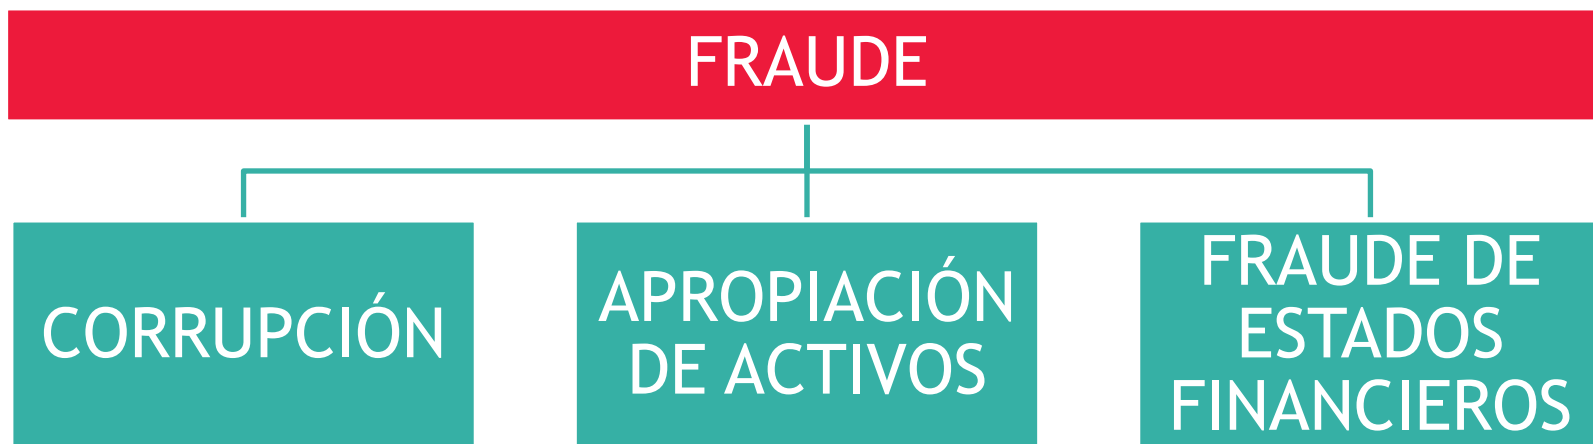 FRAUDE
CORRUPCIÓN
APROPIACIÓN
DE ACTIVOS
FRAUDE DE
ESTADOS
FINANCIEROS